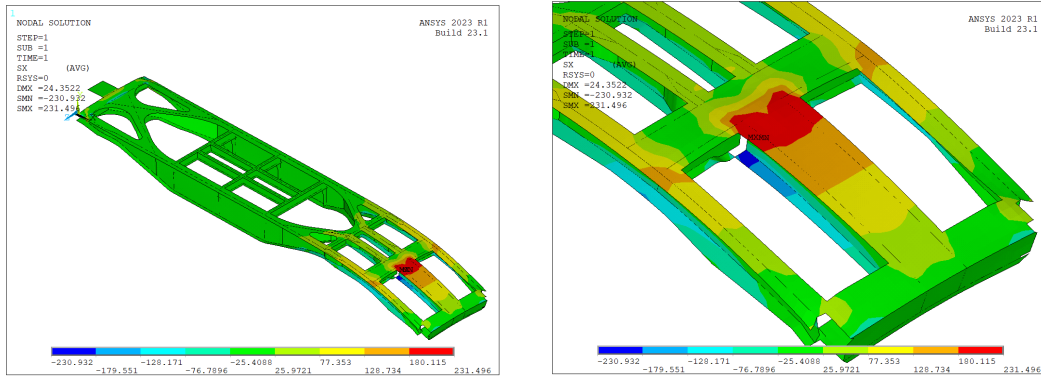 1
NODAL SOLUTION
STEP=1
SUB =1
TIME=1
SX (AVG)
RSYS=0
DMX =24.3522
SMN =-230.932
SMX =231.496
ANSYS 2023 R1
Build 23.1
-230.932 -128.171 -25.4088 77.353 180.115
-179.551 -76.7896 25.9721 128.734 231.496
NODAL SOLUTION
STEP=1
SUB =1
TIME=1
SX (AVG)
RSYS=0
DMX =24.3522
SMN =-230.932
SMX =231.496
ANSYS 2023 R1
Build 23.1
-230.932 -128.171 -25.4088 77.353 180.115
-179.551 -76.7896 25.9721 128.734 231.496